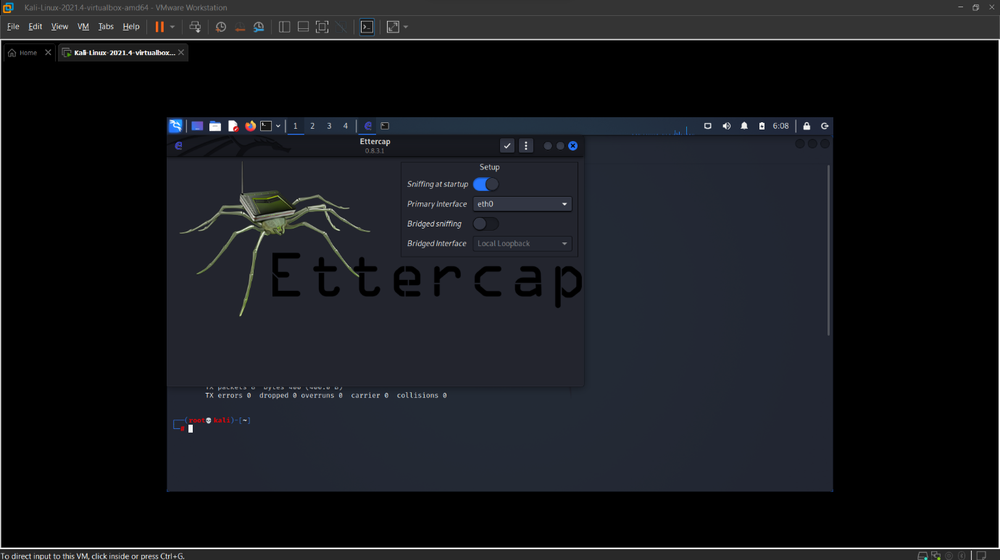 Kali-Linux-2021.4-virtualbox-amd64 - VMware Workstation
File Edit View VM Tabs Help
Home
Kali-Linux-2021.4-virtualbox...
1 2 3 4
6:08
Ettercap
0.8.3.1
Setup
Sniffing at startup
Primary Interface eth0
Bridged sniffing
Bridged Interface Local Loopback
Ettercap
TX packets 8 bytes 400 (400.0 B)
TX errors 0 dropped 0 overruns 0 carrier 0 collisions 0
(root💀kali)-[~]
#
To direct input to this VM, click inside or press Ctrl+G.